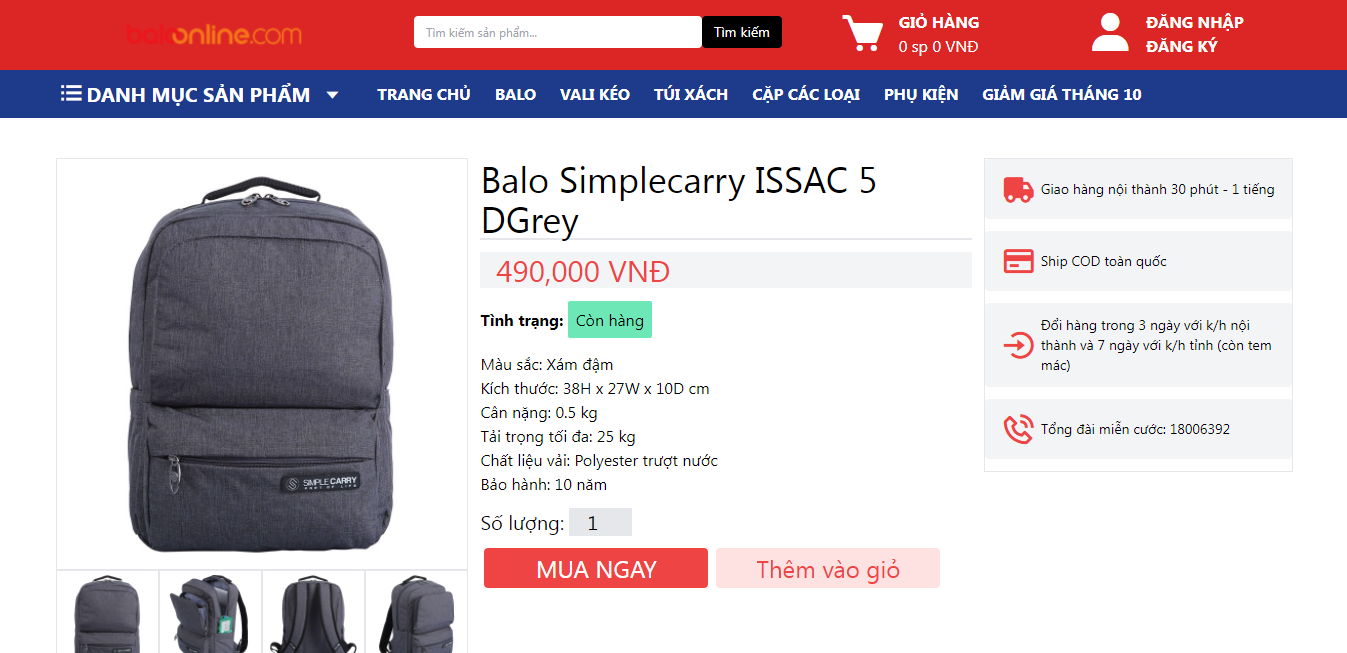 baloonline.com
Tìm kiếm sản phẩm...
Tìm kiếm
GIỎ HÀNG
0 sp 0 VNĐ
ĐĂNG NHẬP
ĐĂNG KÝ
DANH MỤC SẢN PHẨM
TRANG CHỦ
BALO
VALI KÉO
TÚI XÁCH
CẶP CÁC LOẠI
PHỤ KIỆN
GIẢM GIÁ THÁNG 10
SIMPLECARRY
PART OF LIFE
Balo Simplecarry ISSAC 5
DGrey
490,000 VNĐ
Tình trạng: Còn hàng
Màu sắc: Xám đậm
Kích thước: 38H x 27W x 10D cm
Cân nặng: 0.5 kg
Tải trọng tối đa: 25 kg
Chất liệu vải: Polyester trượt nước
Bảo hành: 10 năm
Số lượng: 1
MUA NGAY
Thêm vào giỏ
Giao hàng nội thành 30 phút - 1 tiếng
Ship COD toàn quốc
Đổi hàng trong 3 ngày với k/h nội
thành và 7 ngày với k/h tỉnh (còn tem
mác)
Tổng đài miễn cước: 18006392